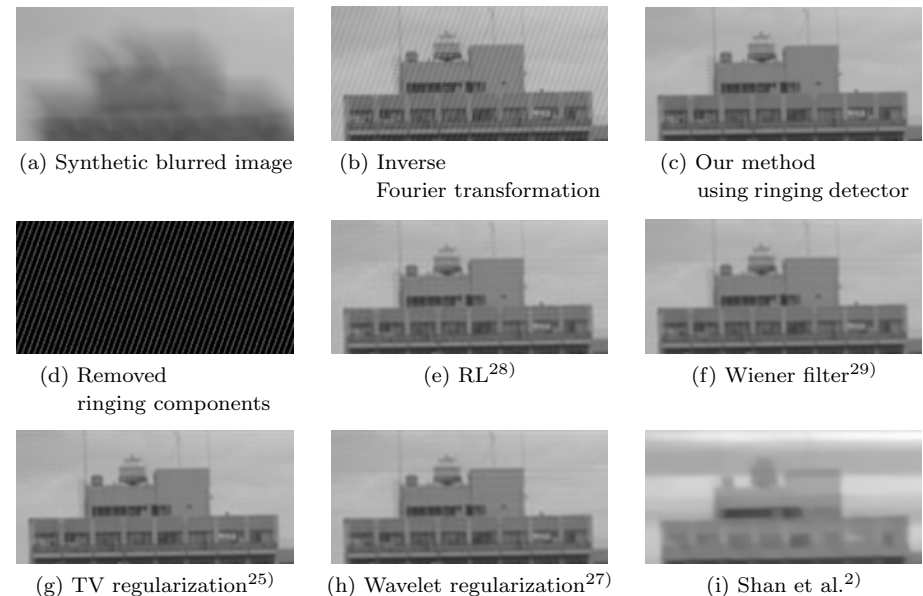 (a) Synthetic blurred image
(b) Inverse
Fourier transformation
(c) Our method
using ringing detector
(d) Removed
ringing components
(e) RL28)
(f) Wiener filter29)
(g) TV regularization25)
(h) Wavelet regularization27)
(i) Shan et al.2)